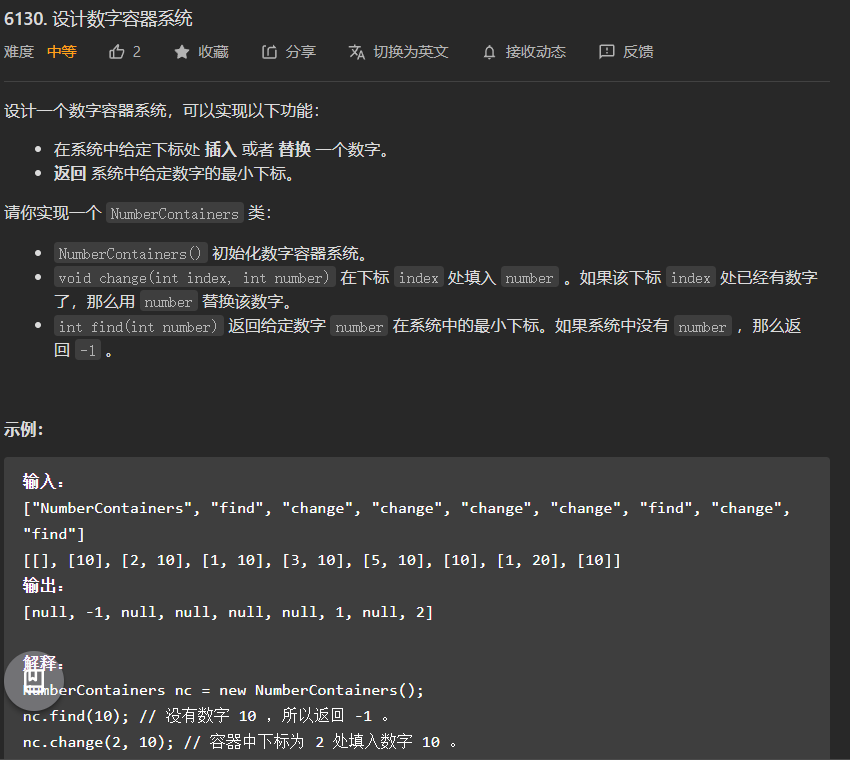 6130. 设计数字容器系统
难度 中等 2 收藏 分享 切换为英文 接收动态 反馈
设计一个数字容器系统，可以实现以下功能：
在系统中给定下标处 插入 或者 替换 一个数字。
返回 系统中给定数字的最小下标。
请你实现一个 NumberContainers 类：
NumberContainers() 初始化数字容器系统。
void change(int index, int number) 在下标 index 处填入 number 。如果该下标 index 处已经有数字
了，那么用 number 替换该数字。
int find(int number) 返回给定数字 number 在系统中的最小下标。如果系统中没有 number ，那么返
回 -1 。
示例：
输入：
["NumberContainers", "find", "change", "change", "change", "change", "find", "change",
"find"]
[[], [10], [2, 10], [1, 10], [3, 10], [5, 10], [10], [1, 20], [10]]
输出：
[null, -1, null, null, null, null, 1, null, 2]
解释：
NumberContainers nc = new NumberContainers();
nc.find(10); // 没有数字 10 ，所以返回 -1 。
nc.change(2, 10); // 容器中下标为 2 处填入数字 10 。